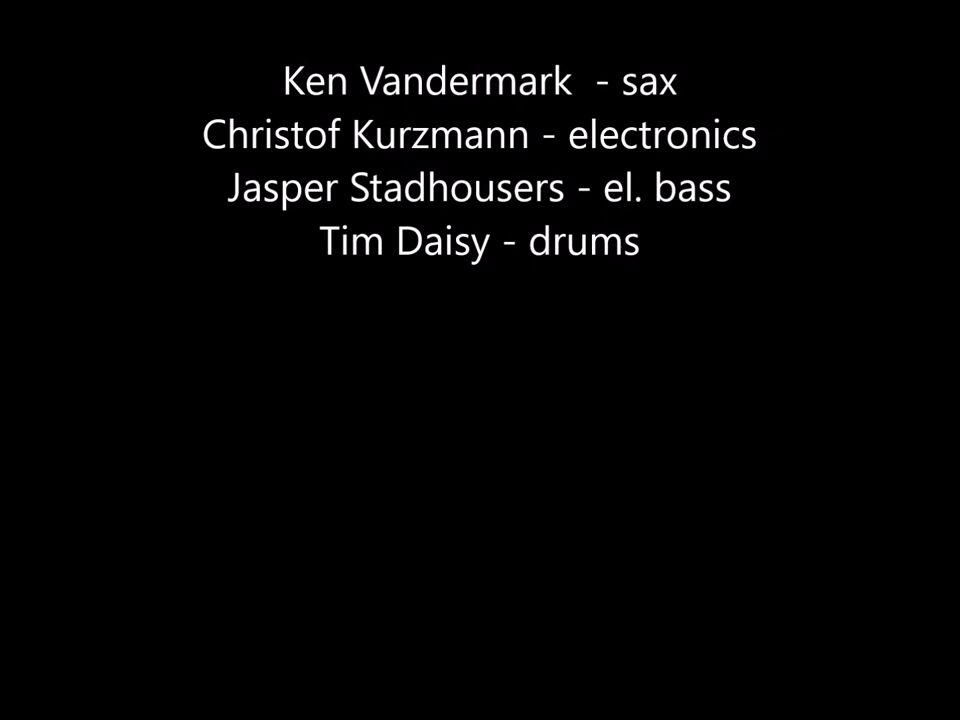 Ken Vandermark  - sax
Christof Kurzmann - electronics
Jasper Stadhousers - el. bass
Tim Daisy - drums